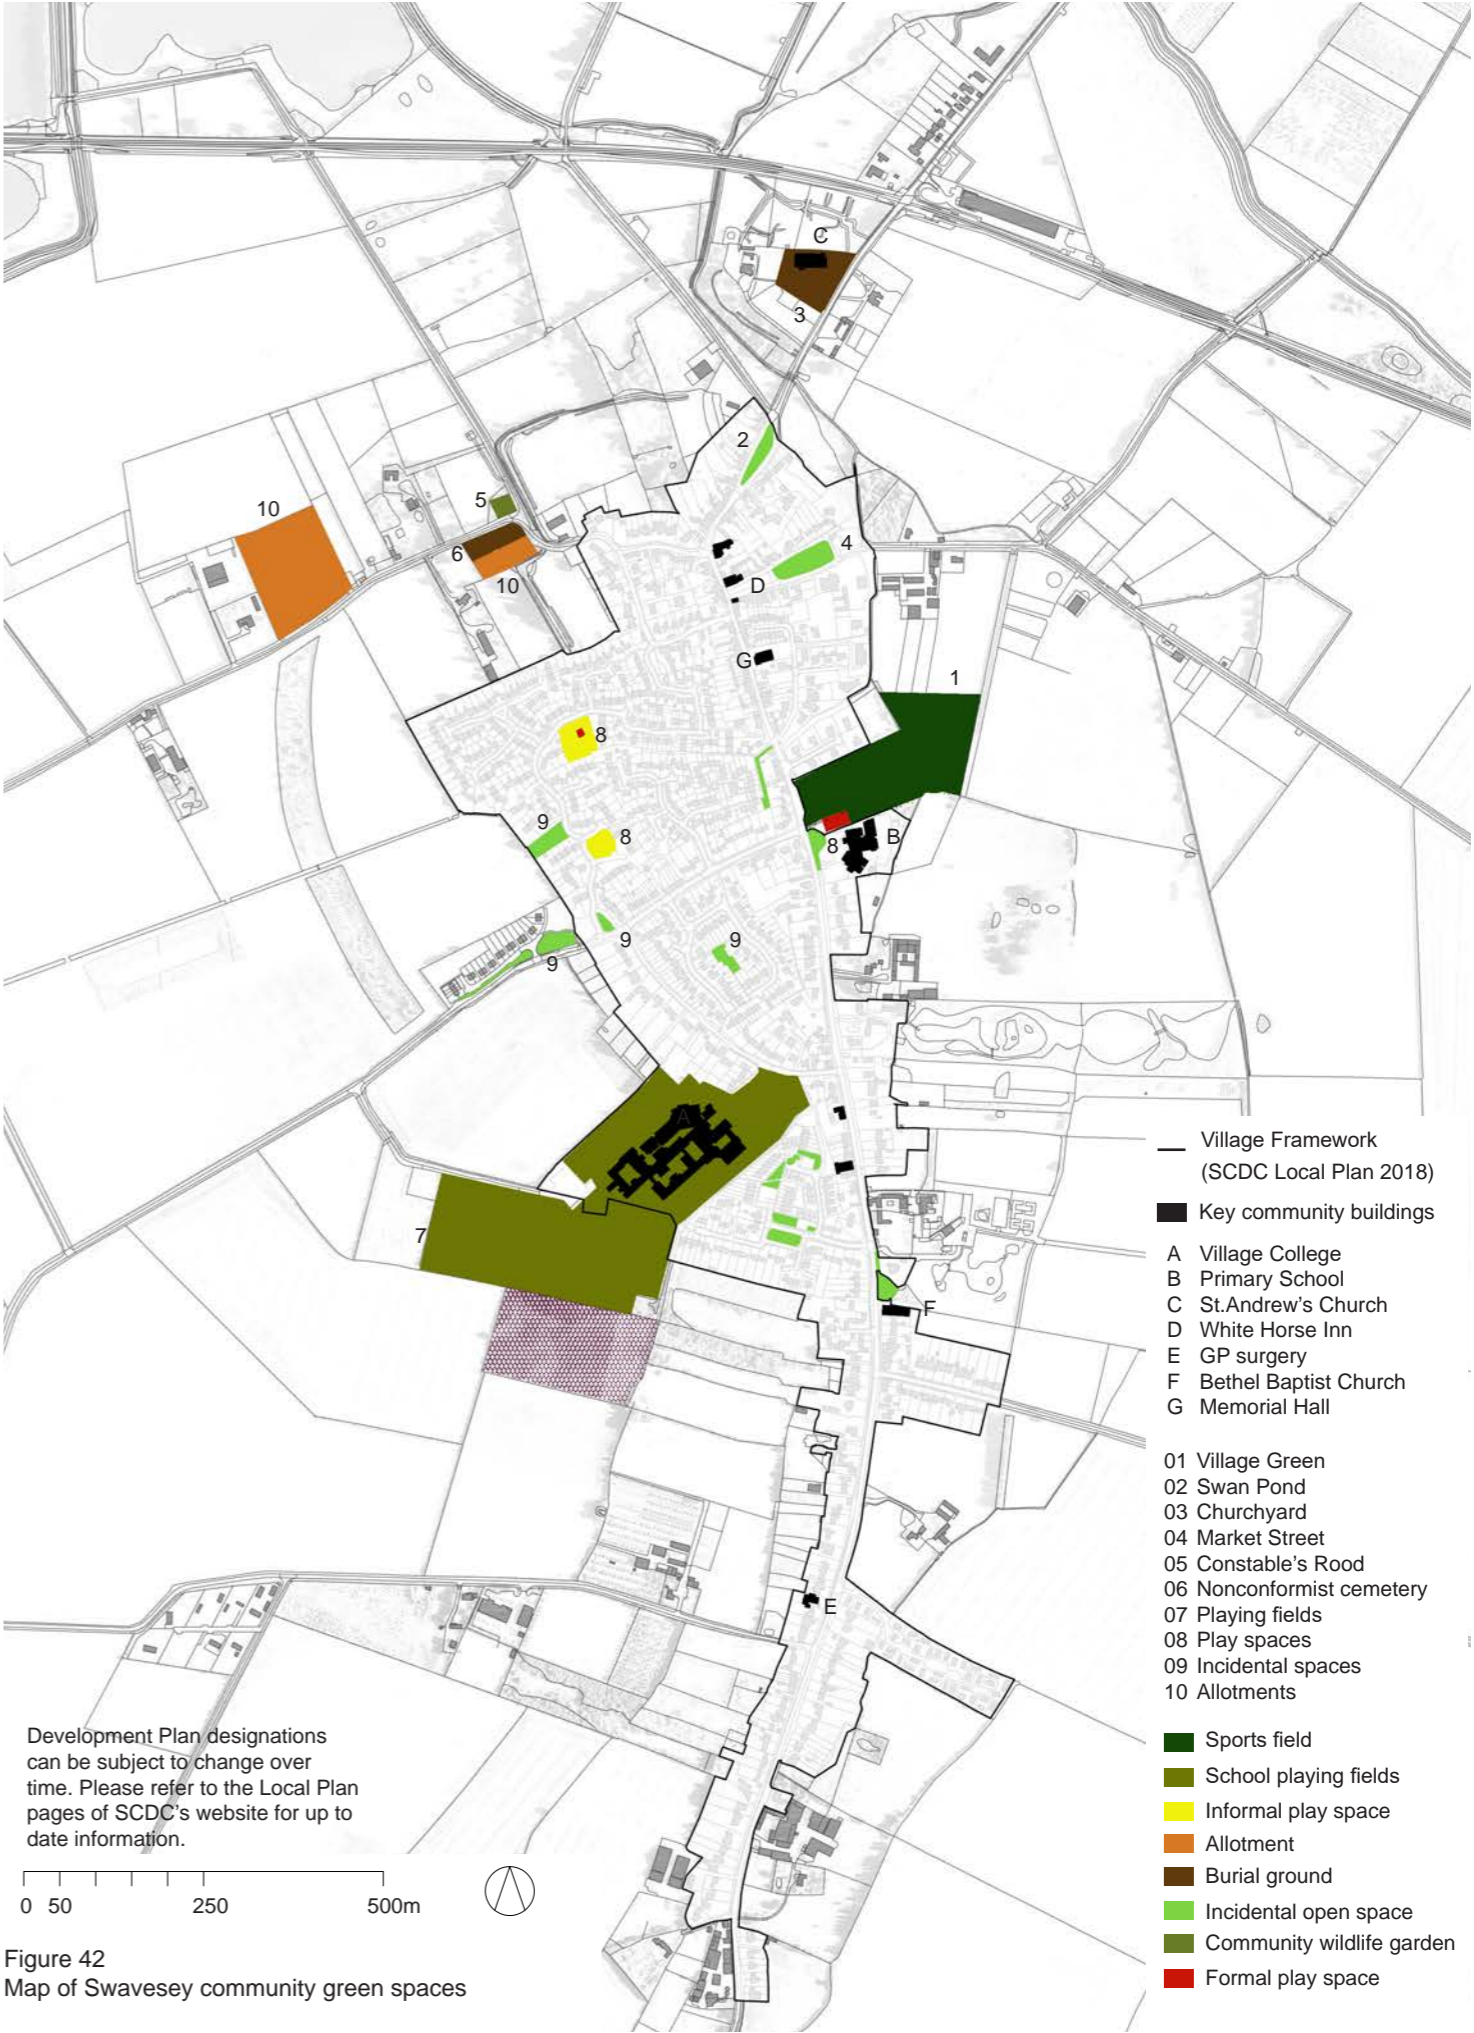 C
3
2
5
10
6
10
4
D
G
1
8
9
8
8
B
9
9
9
A
7
F
E
Village Framework
(SCDC Local Plan 2018)
Key community buildings
A Village College
B Primary School
C St.Andrew's Church
D White Horse Inn
E GP surgery
F Bethel Baptist Church
G Memorial Hall
01 Village Green
02 Swan Pond
03 Churchyard
04 Market Street
05 Constable's Rood
06 Nonconformist cemetery
07 Playing fields
08 Play spaces
09 Incidental spaces
10 Allotments
Sports field
School playing fields
Informal play space
Allotment
Burial ground
Incidental open space
Community wildlife garden
Formal play space
Development Plan designations
can be subject to change over
time. Please refer to the Local Plan
pages of SCDC's website for up to
date information.
0 50 250 500m
Figure 42
Map of Swavesey community green spaces